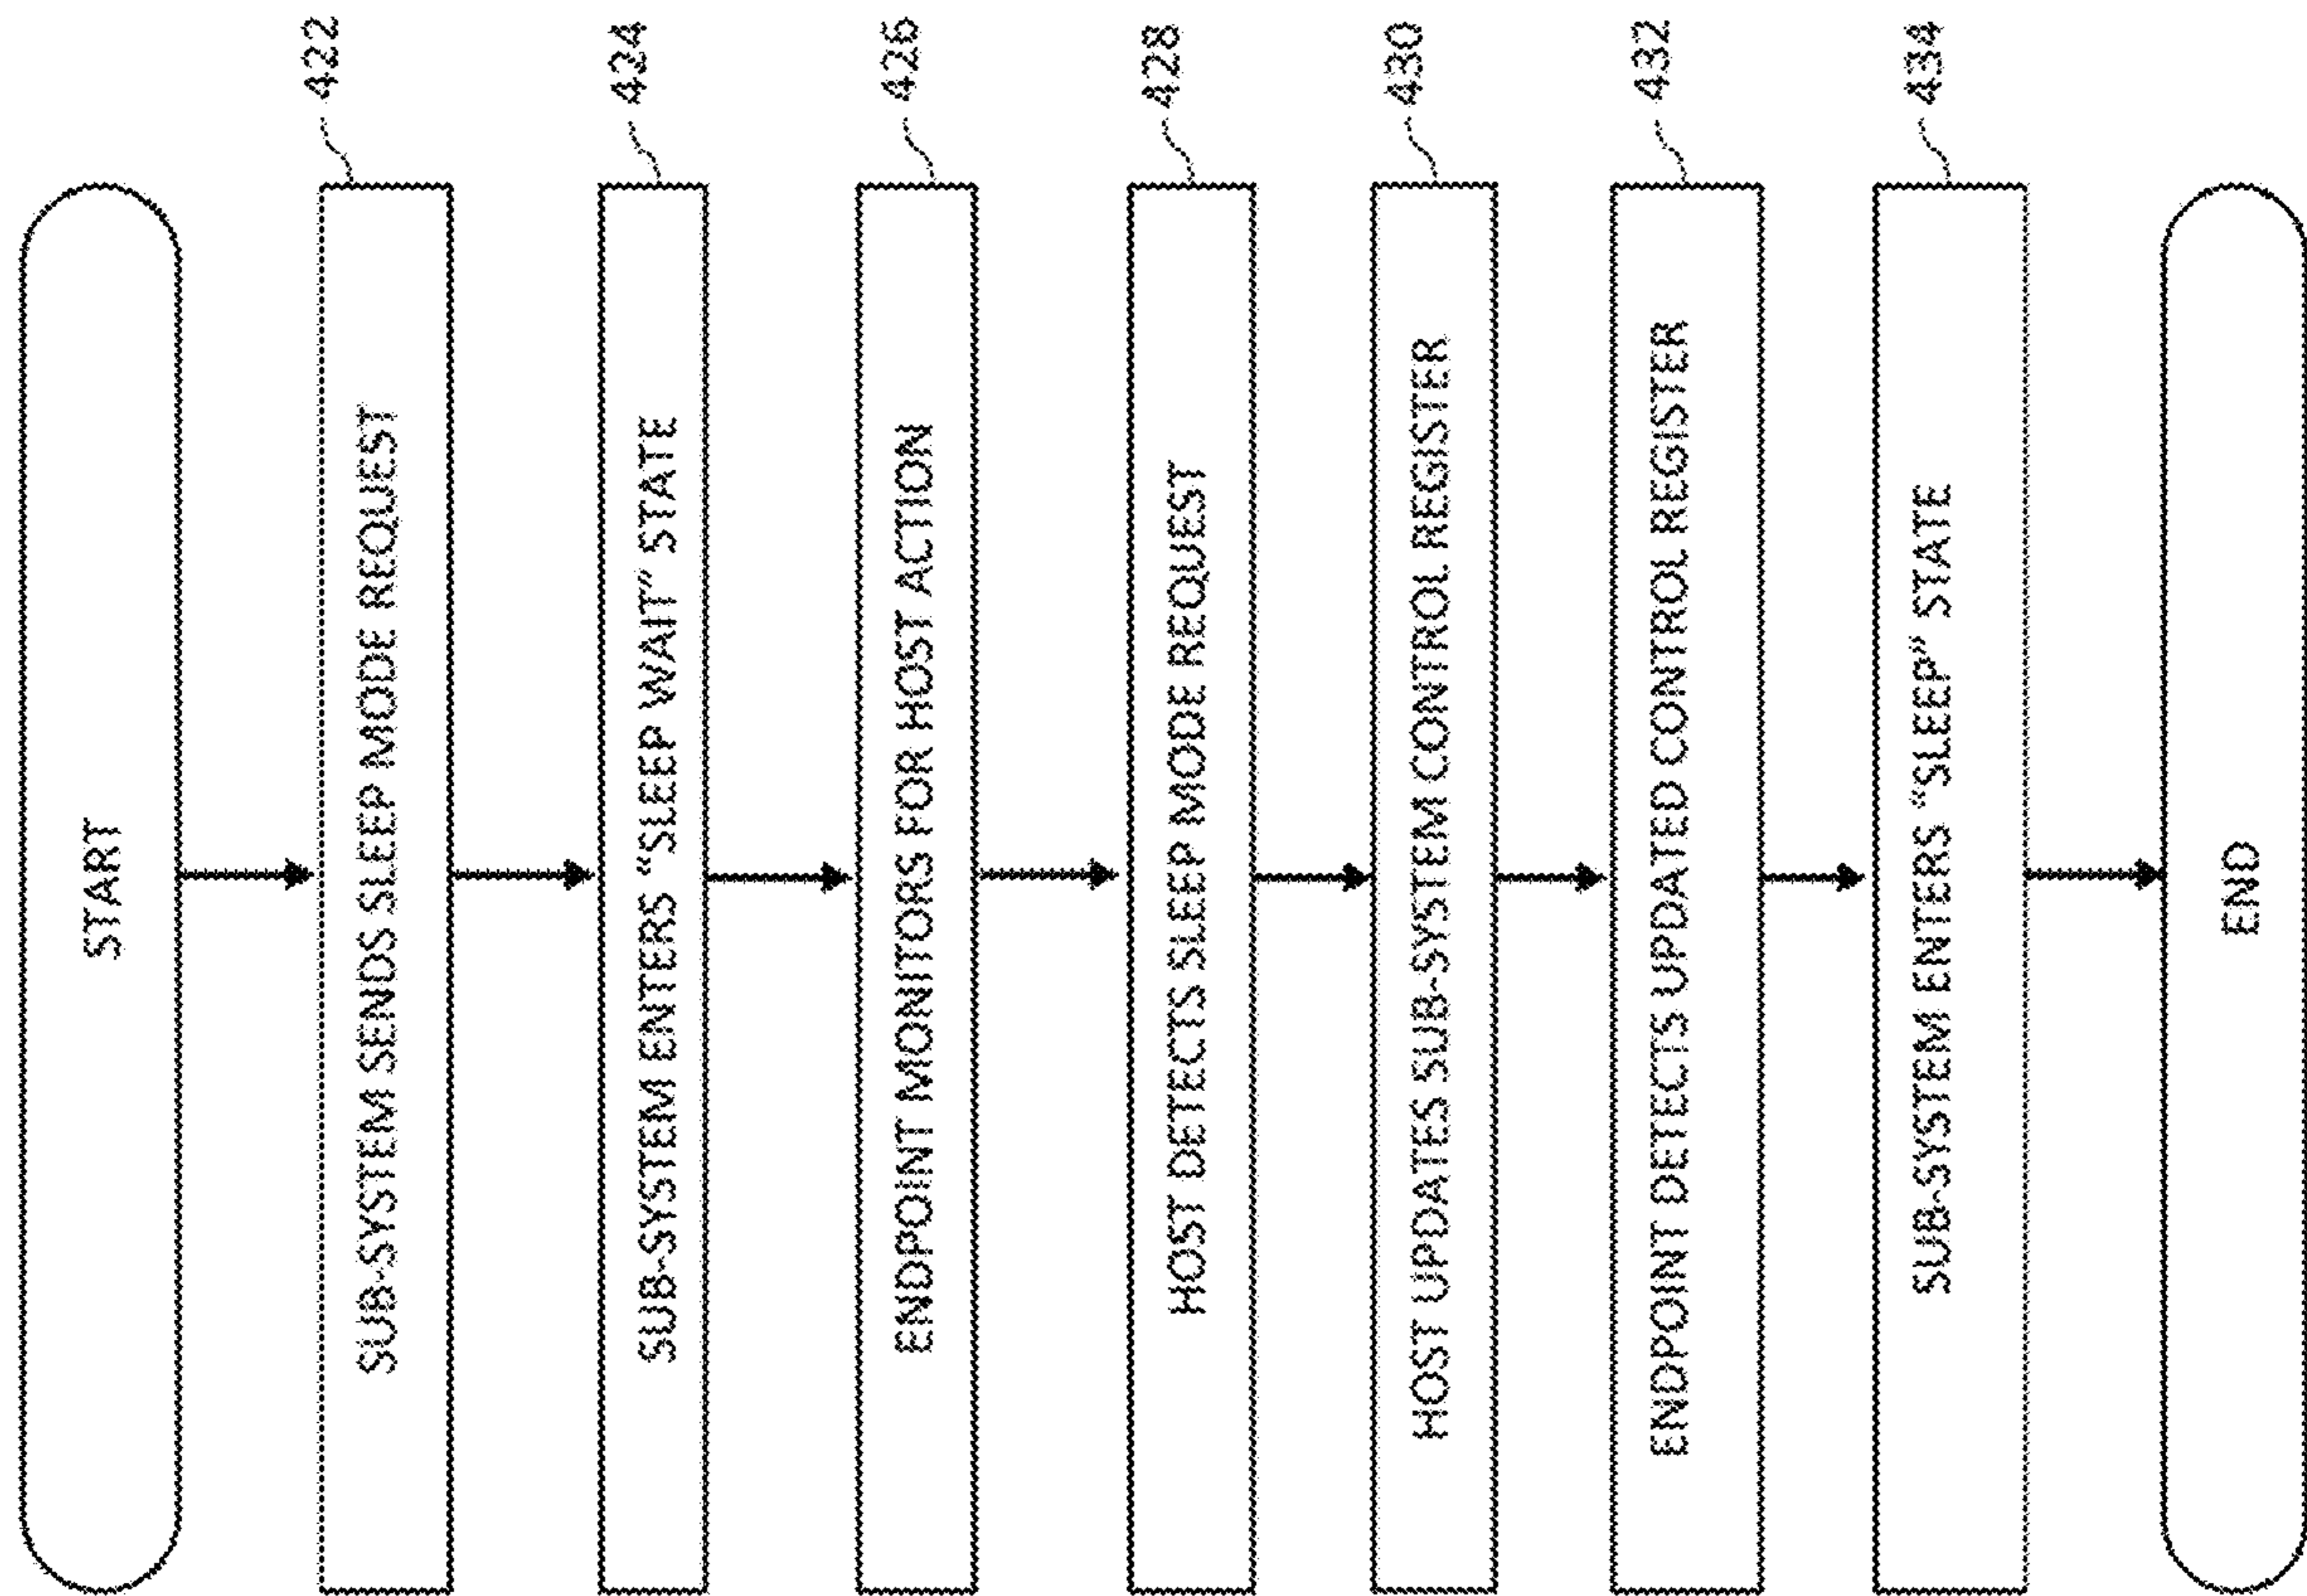 START
SUB-SYSTEM SENDS SLEEP MODE REQUEST
422
SUB-SYSTEM ENTERS “SLEEP WAIT” STATE
424
ENDPOINT MONITORS FOR HOST ACTION
426
HOST DETECTS SLEEP MODE REQUEST
428
HOST UPDATES SUB-SYSTEM CONTROL REGISTER
430
ENDPOINT DETECTS UPDATED CONTROL REGISTER
432
SUB-SYSTEM ENTERS “SLEEP” STATE
434
END